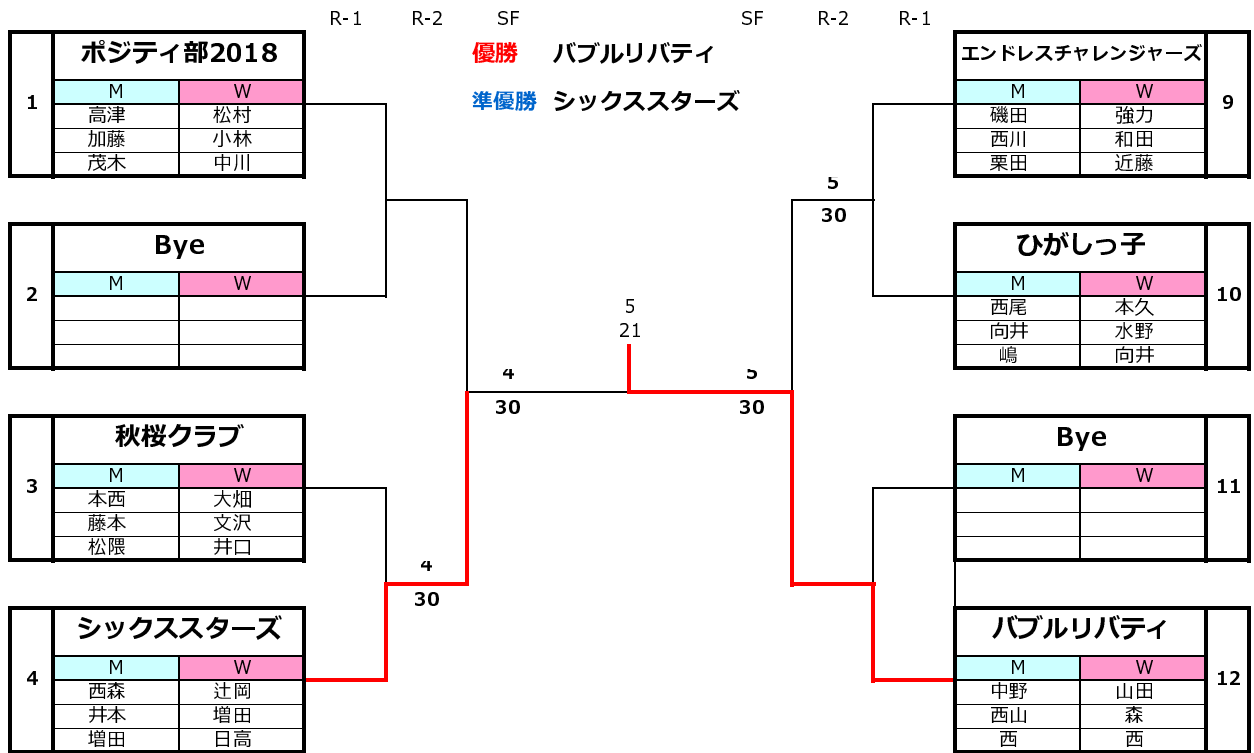 R-1 R-2 SF SF R-2 R-1
優勝 バブルリバティ
準優勝 シックススターズ
1
ポジティ部2018
M W
高津 松村
加藤 小林
茂木 中川
2
Bye
M W
3
秋桜クラブ
M W
本西 大畑
藤本 文沢
松隈 井口
4
シックススターズ
M W
西森 辻岡
井本 増田
増田 日高
4
30
4
30
5
21
5
30
5
30
エンドレスチャレンジャーズ
9
M W
磯田 強力
西川 和田
栗田 近藤
ひがしっ子
10
M W
西尾 本久
向井 水野
嶋 向井
Bye
11
M W
バブルリバティ
12
M W
中野 山田
西山 森
西 西